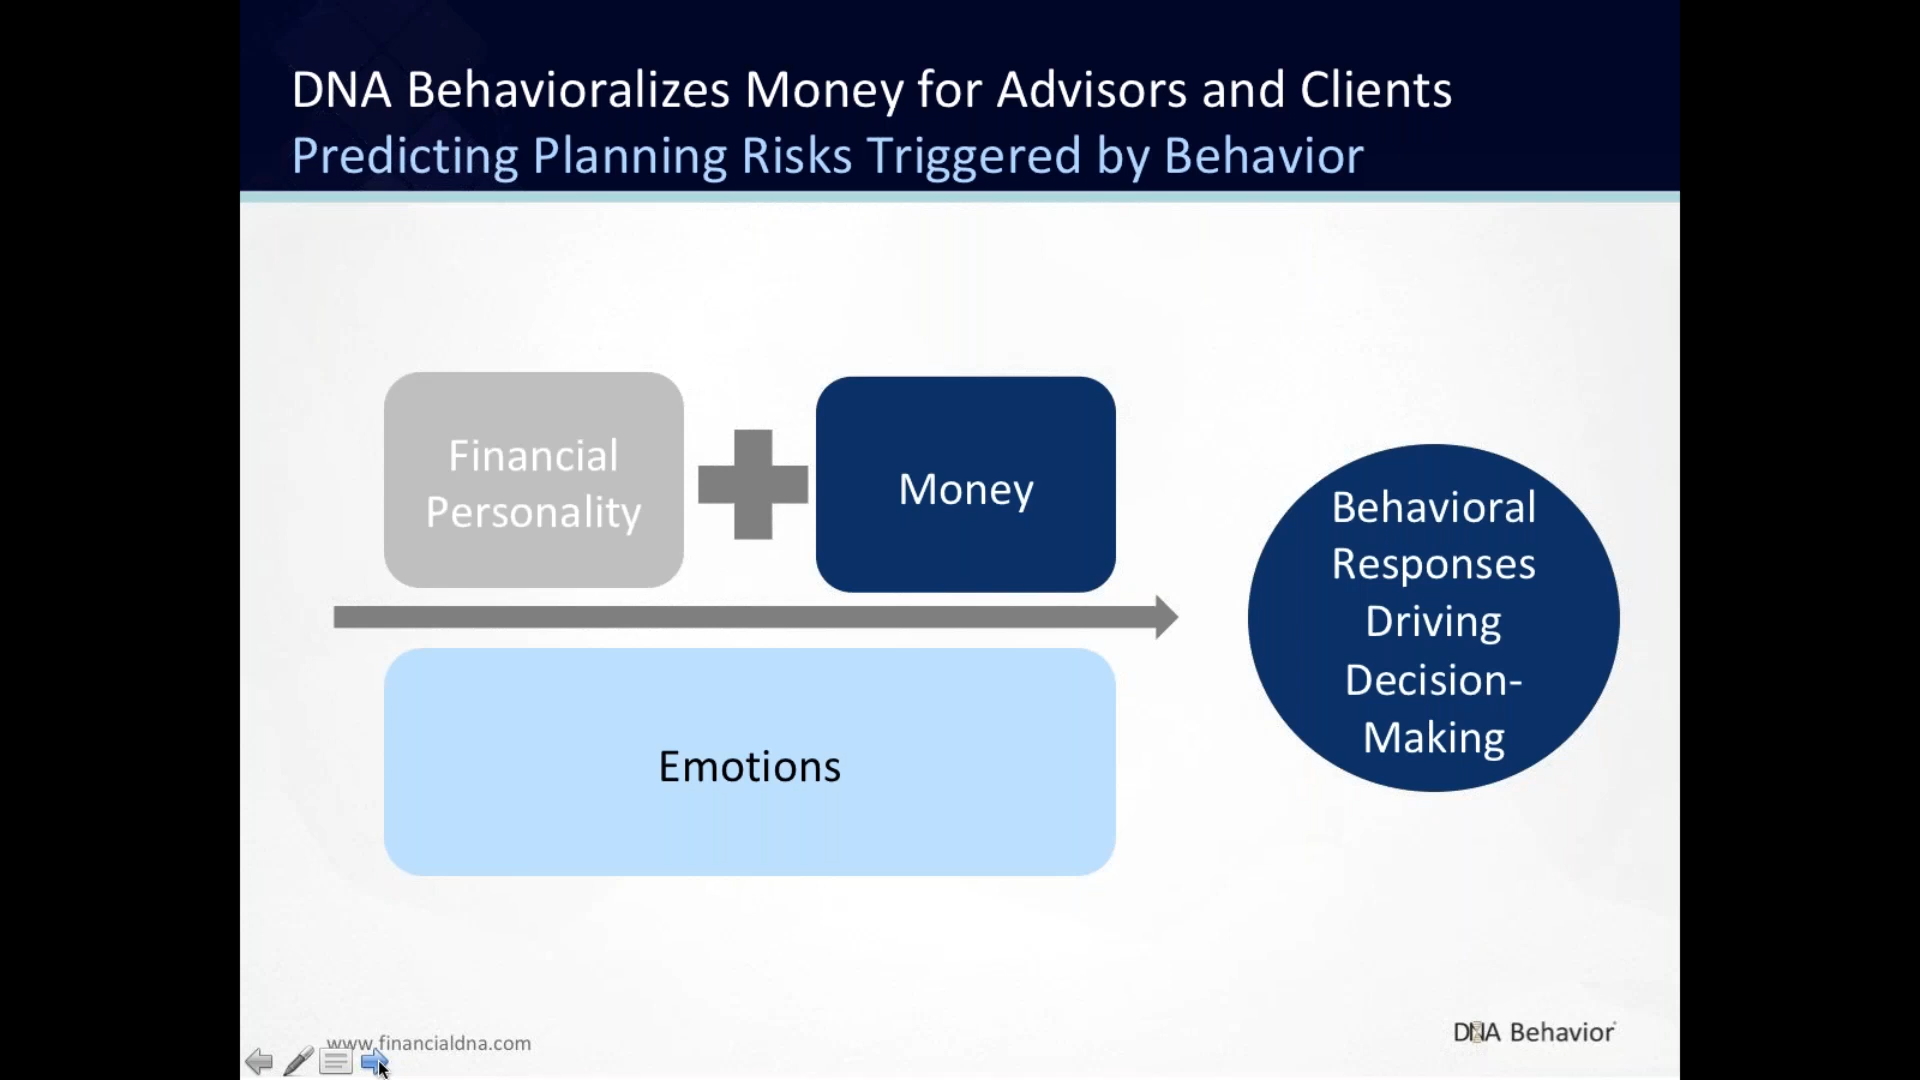 DNA Behavioralizes Money for Advisors and Clients
Predicting Planning Risks Triggered by Behavior
Financial
Personality
Money
Emotions
Behavioral
Responses
Driving
Decision-
Making
www.financialdna.com
DNA Behavior